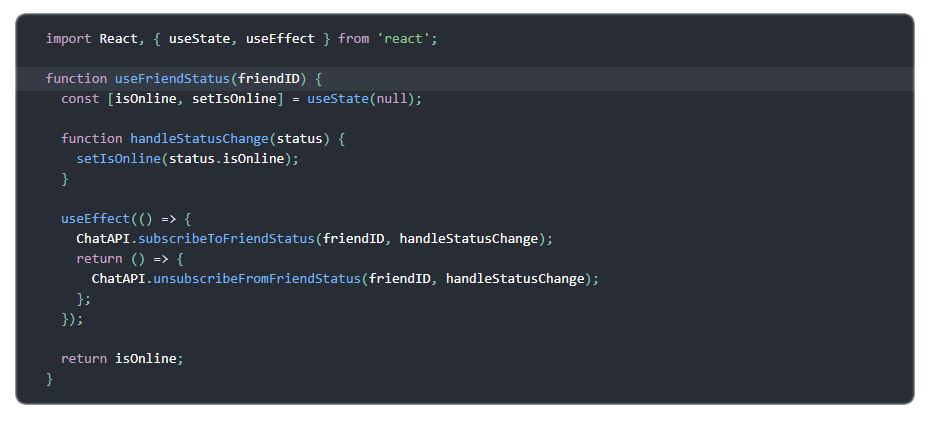 import React, { useState, useEffect } from 'react';
function useFriendStatus(friendID) {
const [isOnline, setIsOnline] = useState(null);
function handleStatusChange(status) {
setIsOnline(status.isOnline);
}
useEffect(() => {
ChatAPI.subscribeToFriendStatus(friendID, handleStatusChange);
return () => {
ChatAPI.unsubscribeFromFriendStatus(friendID, handleStatusChange);
};
});
return isOnline;
}